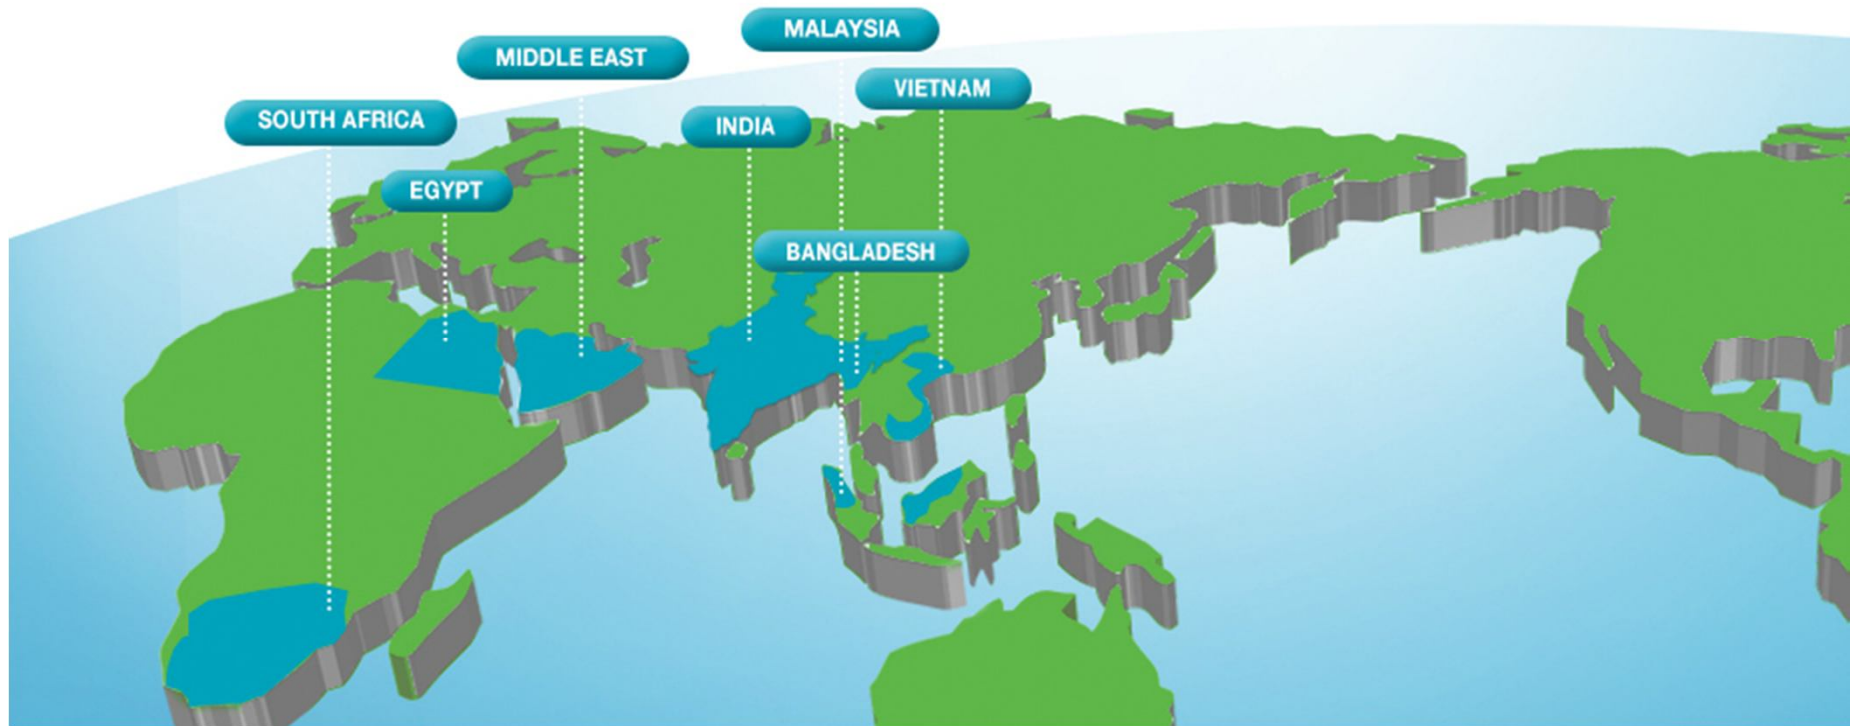 MALAYSIA
MIDDLE EAST
VIETNAM
SOUTH AFRICA
INDIA
EGYPT
BANGLADESH